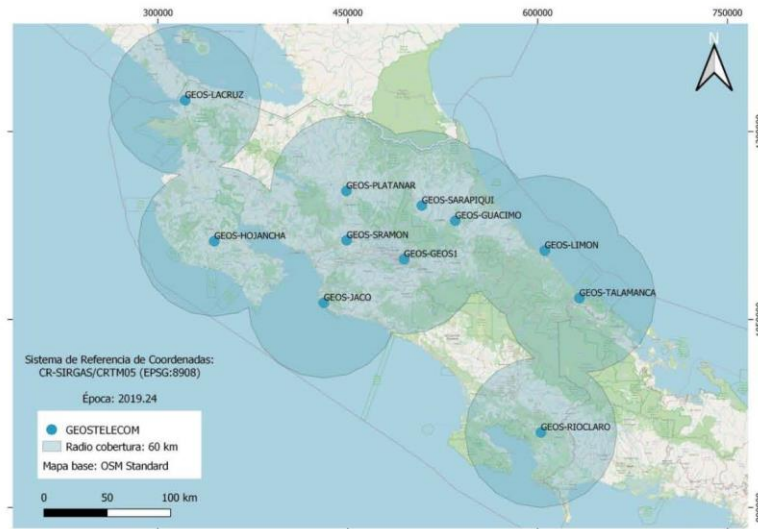 300000 450000 600000 750000
N
GEOS-LACRUZ
GEOS-PLATANAR
GEOS-SARAPIQUI
GEOS-GUACIMO
GEOS-HOJANCHA
GEOS-SRAMON
GEOS-LIMON
GEOS-GEOS1
GEOS-TALAMANCA
GEOS-JACO
Sistema de Referencia de Coordenadas:
CR-SIRGAS/CRTM05 (EPSG:8908)
Época: 2019.24
GEOSTELECOM
Radio cobertura: 60 km
Mapa base: OSM Standard
GEOS-RIOCLARO
0 50 100 km